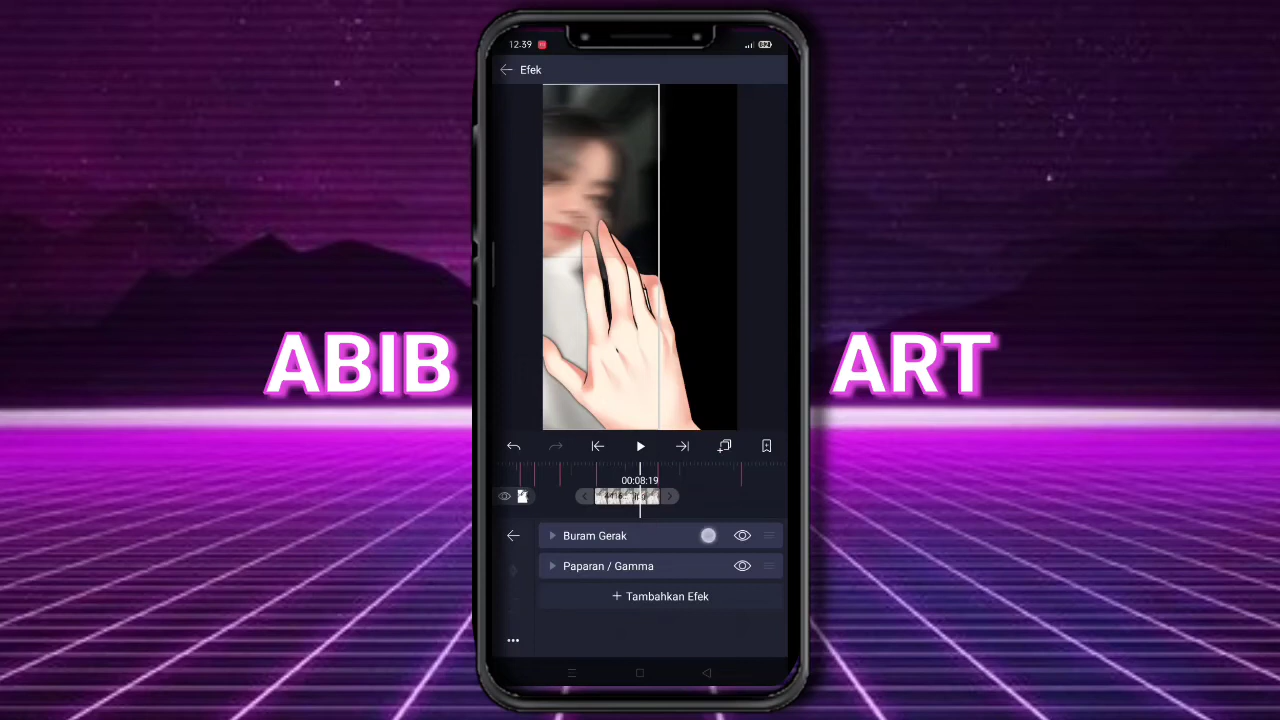 12.39
Efek
ABIB ART
00:08:19
Buram Gerak
Paparan / Gamma
+ Tambahkan Efek